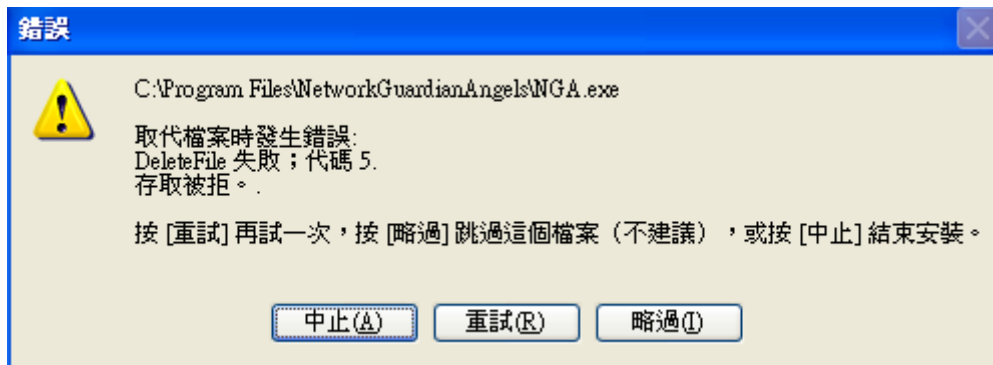 錯誤
C:\Program Files\NetworkGuardianAngels\NGA.exe
取代檔案時發生錯誤:
DeleteFile 失敗；代碼 5.
存取被拒。.
按 [重試] 再試一次，按 [略過] 跳過這個檔案（不建議），或按 [中止] 結束安裝。
中止(A) 重試(R) 略過(I)